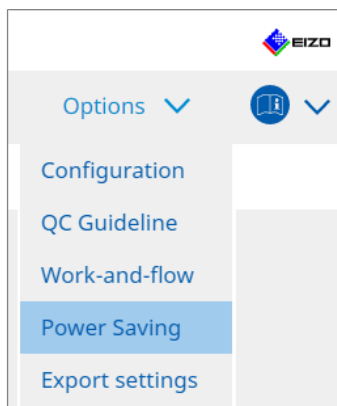 EIZO
Options
Configuration
QC Guideline
Work-and-flow
Power Saving
Export settings